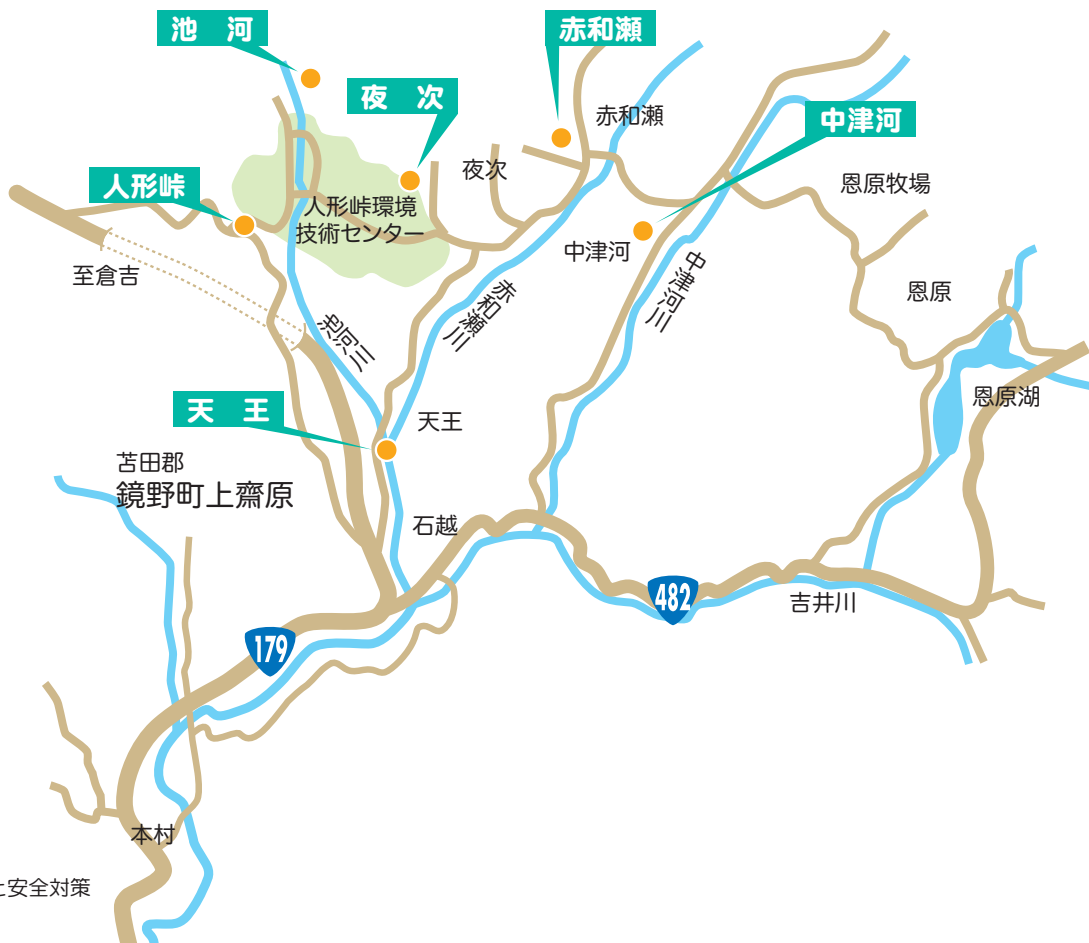 池　河
赤和瀬
夜　次
赤和瀬
中津河
夜次
人形峠
恩原牧場
人形峠環境
技術センター
中津河
至倉吉
中津河川
恩原
赤和瀬川
池河川
恩原湖
天　王
天王
苫田郡
鏡野町上齋原
石越
482
吉井川
179
本村
と安全対策